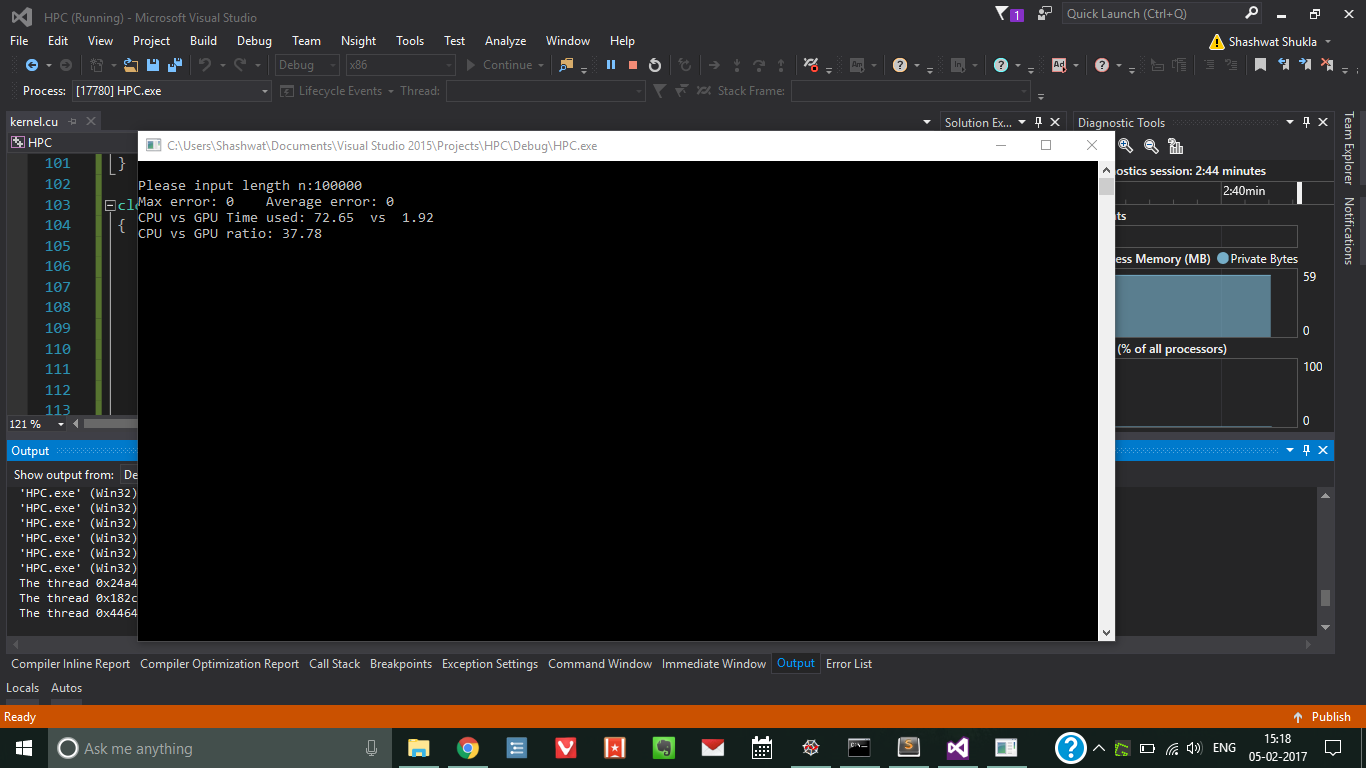 HPC (Running) - Microsoft Visual Studio
1
Quick Launch (Ctrl+Q)
File Edit View Project Build Debug Team Nsight Tools Test Analyze Window Help
Shashwat Shukla
Debug x86 Continue
Process: [17780] HPC.exe Lifecycle Events Thread: Stack Frame:
kernel.cu
Solution Ex...
Diagnostic Tools
Team Explorer
Notifications
HPC
C:\Users\Shashwat\Documents\Visual Studio 2015\Projects\HPC\Debug\HPC.exe
Please input length n:100000
Max error: 0 Average error: 0
CPU vs GPU Time used: 72.65 vs 1.92
CPU vs GPU ratio: 37.78
101 }
102
103 clo
104 {
105
106
107
108
109
110
111
112
113
121 %
ostics session: 2:44 minutes
2:40min
ts
ess Memory (MB) Private Bytes
59
0
(% of all processors)
100
0
Output
Show output from: De
'HPC.exe' (Win32)
'HPC.exe' (Win32)
'HPC.exe' (Win32)
'HPC.exe' (Win32)
'HPC.exe' (Win32)
'HPC.exe' (Win32)
The thread 0x24a4
The thread 0x182c
The thread 0x4464
Compiler Inline Report Compiler Optimization Report Call Stack Breakpoints Exception Settings Command Window Immediate Window Output Error List
Locals Autos
Ready
Publish
Ask me anything
ENG
15:18
05-02-2017